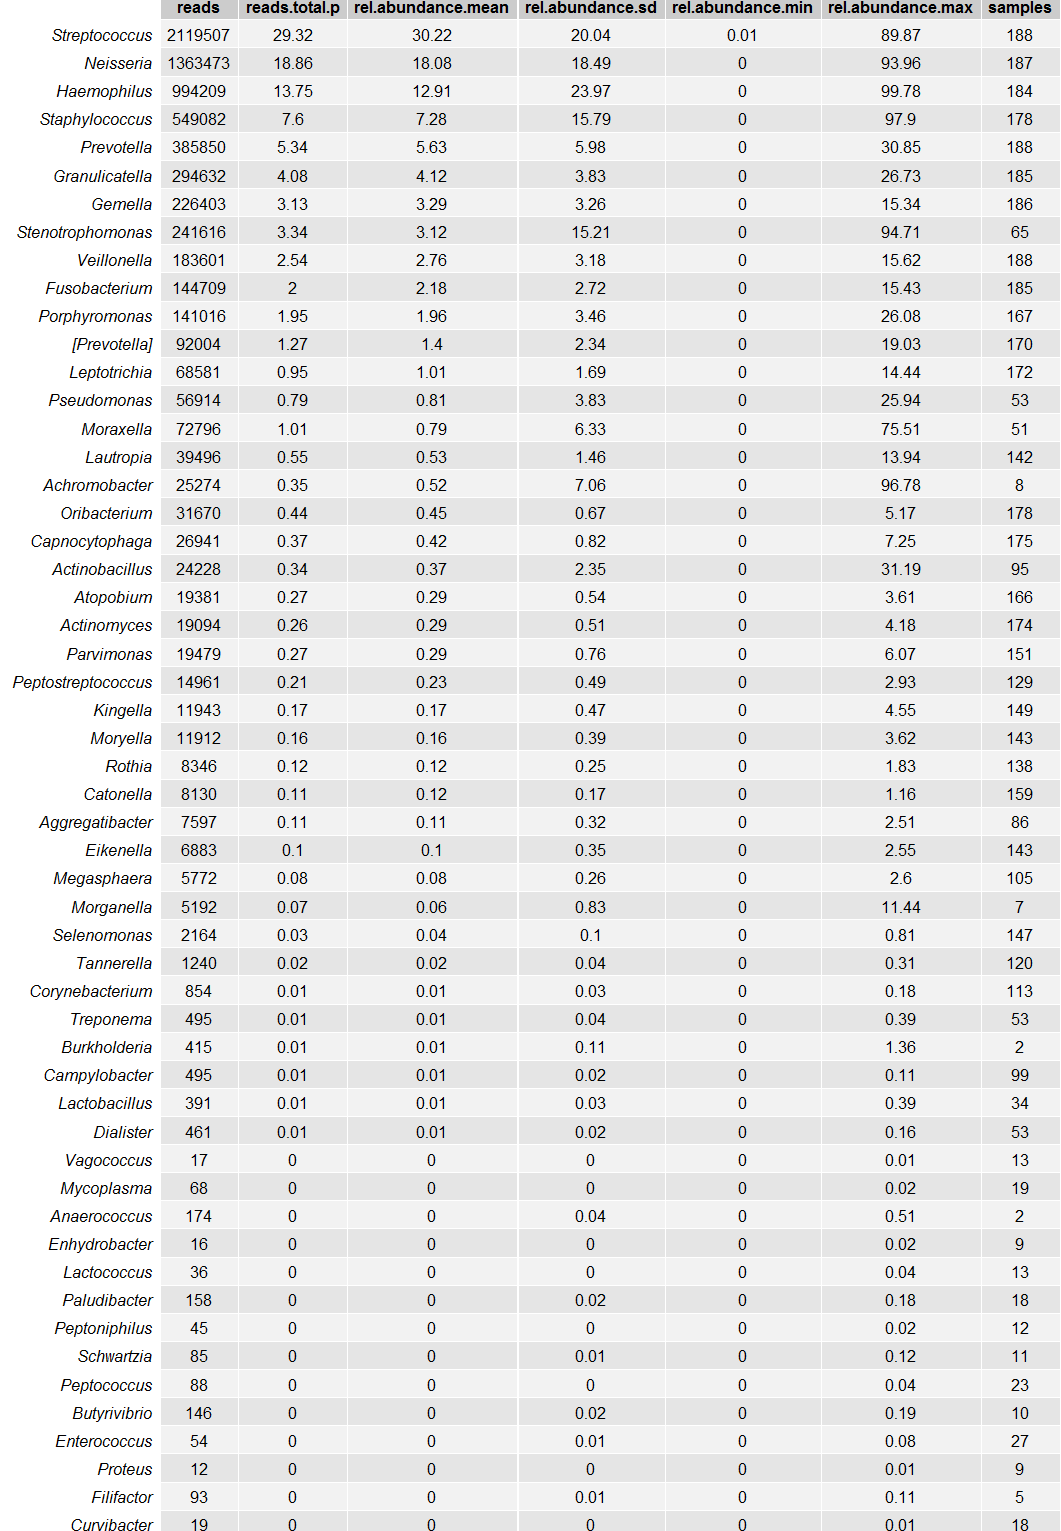 reads reads.total.p rel.abundance.mean rel.abundance.sd rel.abundance.min rel.abundance.max samples
Streptococcus 2119507 29.32 30.22 20.04 0.01 89.87 188
Neisseria 1363473 18.86 18.08 18.49 0 93.96 187
Haemophilus 994209 13.75 12.91 23.97 0 99.78 184
Staphylococcus 549082 7.6 7.28 15.79 0 97.9 178
Prevotella 385850 5.34 5.63 5.98 0 30.85 188
Granulicatella 294632 4.08 4.12 3.83 0 26.73 185
Gemella 226403 3.13 3.29 3.26 0 15.34 186
Stenotrophomonas 241616 3.34 3.12 15.21 0 94.71 65
Veillonella 183601 2.54 2.76 3.18 0 15.62 188
Fusobacterium 144709 2 2.18 2.72 0 15.43 185
Porphyromonas 141016 1.95 1.96 3.46 0 26.08 167
[Prevotella] 92004 1.27 1.4 2.34 0 19.03 170
Leptotrichia 68581 0.95 1.01 1.69 0 14.44 172
Pseudomonas 56914 0.79 0.81 3.83 0 25.94 53
Moraxella 72796 1.01 0.79 6.33 0 75.51 51
Lautropia 39496 0.55 0.53 1.46 0 13.94 142
Achromobacter 25274 0.35 0.52 7.06 0 96.78 8
Oribacterium 31670 0.44 0.45 0.67 0 5.17 178
Capnocytophaga 26941 0.37 0.42 0.82 0 7.25 175
Actinobacillus 24228 0.34 0.37 2.35 0 31.19 95
Atopobium 19381 0.27 0.29 0.54 0 3.61 166
Actinomyces 19094 0.26 0.29 0.51 0 4.18 174
Parvimonas 19479 0.27 0.29 0.76 0 6.07 151
Peptostreptococcus 14961 0.21 0.23 0.49 0 2.93 129
Kingella 11943 0.17 0.17 0.47 0 4.55 149
Moryella 11912 0.16 0.16 0.39 0 3.62 143
Rothia 8346 0.12 0.12 0.25 0 1.83 138
Catonella 8130 0.11 0.12 0.17 0 1.16 159
Aggregatibacter 7597 0.11 0.11 0.32 0 2.51 86
Eikenella 6883 0.1 0.1 0.35 0 2.55 143
Megasphaera 5772 0.08 0.08 0.26 0 2.6 105
Morganella 5192 0.07 0.06 0.83 0 11.44 7
Selenomonas 2164 0.03 0.04 0.1 0 0.81 147
Tannerella 1240 0.02 0.02 0.04 0 0.31 120
Corynebacterium 854 0.01 0.01 0.03 0 0.18 113
Treponema 495 0.01 0.01 0.04 0 0.39 53
Burkholderia 415 0.01 0.01 0.11 0 1.36 2
Campylobacter 495 0.01 0.01 0.02 0 0.11 99
Lactobacillus 391 0.01 0.01 0.03 0 0.39 34
Dialister 461 0.01 0.01 0.02 0 0.16 53
Vagococcus 17 0 0 0 0 0.01 13
Mycoplasma 68 0 0 0 0 0.02 19
Anaerococcus 174 0 0 0.04 0 0.51 2
Enhydrobacter 16 0 0 0 0 0.02 9
Lactococcus 36 0 0 0 0 0.04 13
Paludibacter 158 0 0 0.02 0 0.18 18
Peptoniphilus 45 0 0 0 0 0.02 12
Schwartzia 85 0 0 0.01 0 0.12 11
Peptococcus 88 0 0 0 0 0.04 23
Butyrivibrio 146 0 0 0.02 0 0.19 10
Enterococcus 54 0 0 0.01 0 0.08 27
Proteus 12 0 0 0 0 0.01 9
Filifactor 93 0 0 0.01 0 0.11 5
Curvibacter 19 0 0 0 0 0.01 18